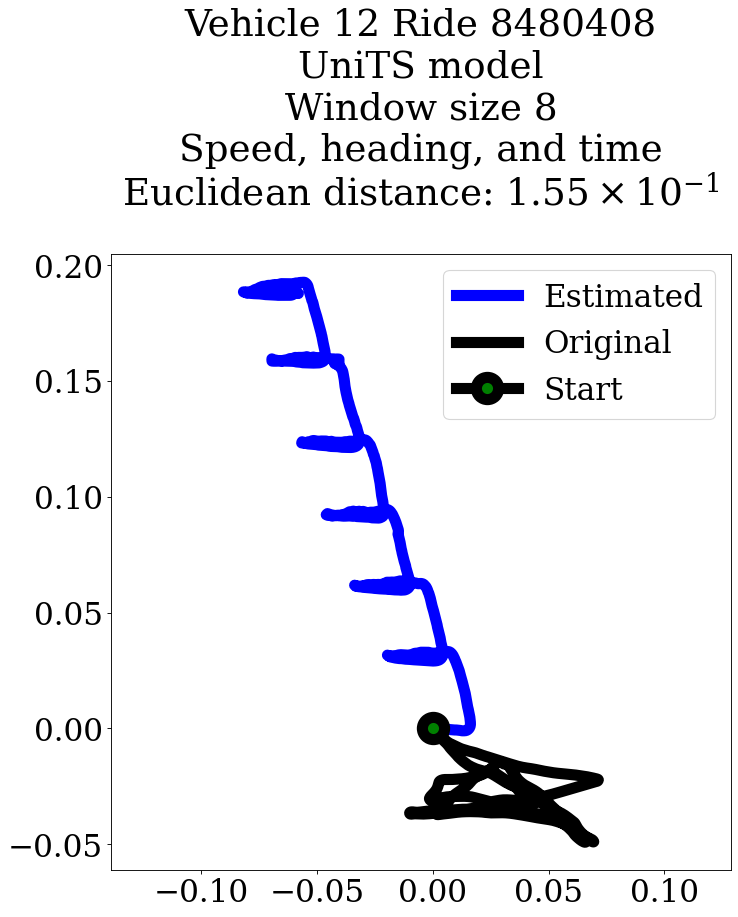 Vehicle 12 Ride 8480408
UniTS model
Window size 8
Speed, heading, and time
Euclidean distance: 1.55 × 10⁻¹
Estimated
Original
Start
0.20
0.15
0.10
0.05
0.00
−0.05
−0.10 −0.05 0.00 0.05 0.10